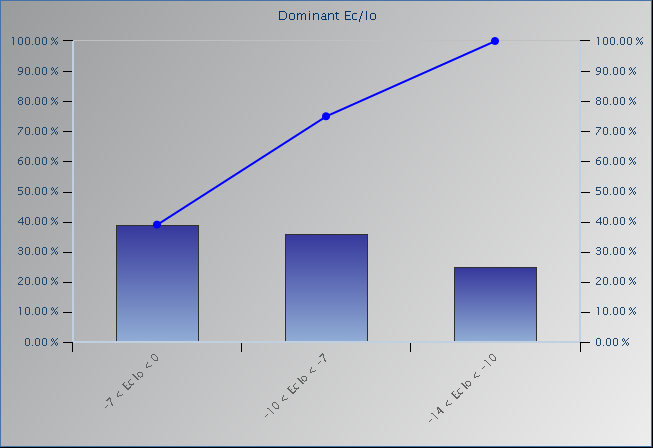 Dominant Ec/Io
100.00 % 100.00 %
90.00 % 90.00 %
80.00 % 80.00 %
70.00 % 70.00 %
60.00 % 60.00 %
50.00 % 50.00 %
40.00 % 40.00 %
30.00 % 30.00 %
20.00 % 20.00 %
10.00 % 10.00 %
0.00 % 0.00 %
-7 < Ec Io < 0
-10 < Ec Io < -7
-14 < Ec Io < -10